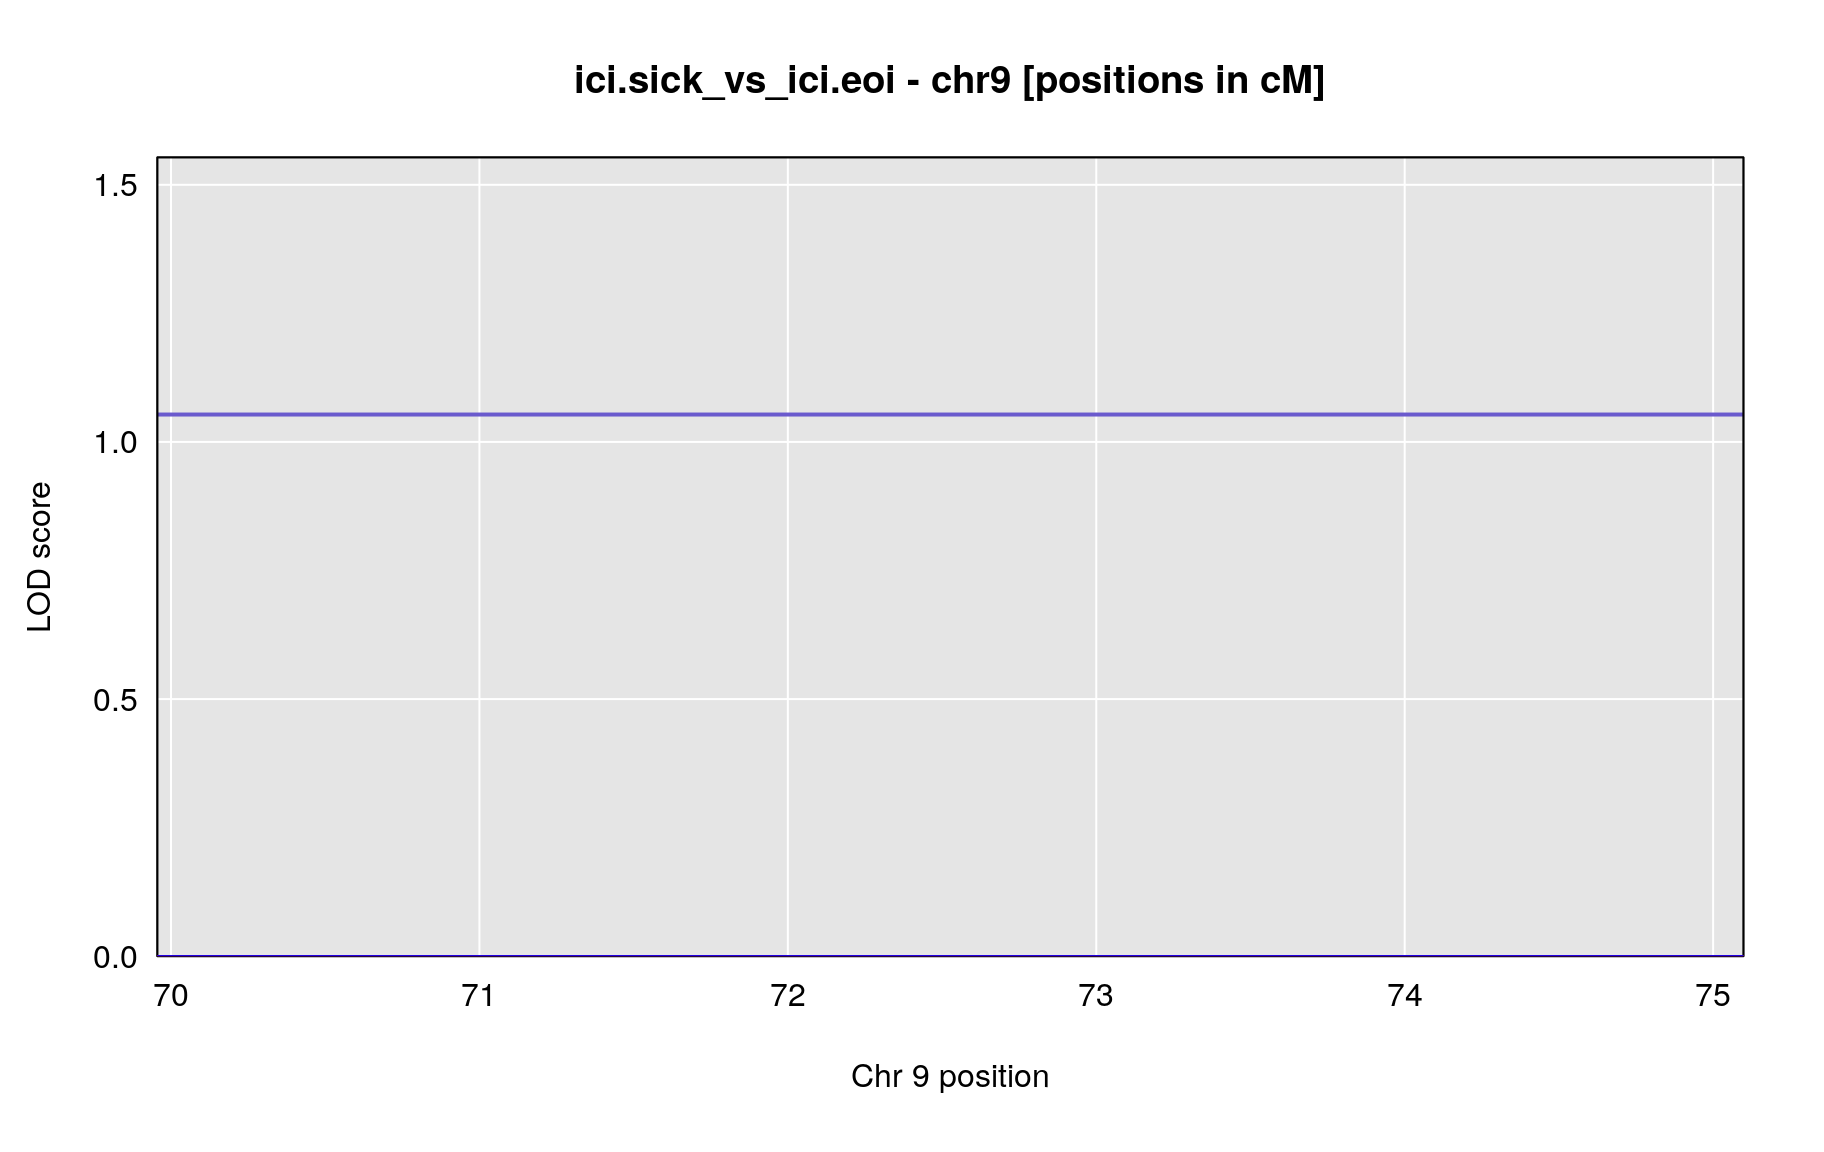 ici.sick_vs_ici.eoi - chr9 [positions in cM]
1.5
1.0
0.5
0.0
LOD score
70 71 72 73 74 75
Chr 9 position